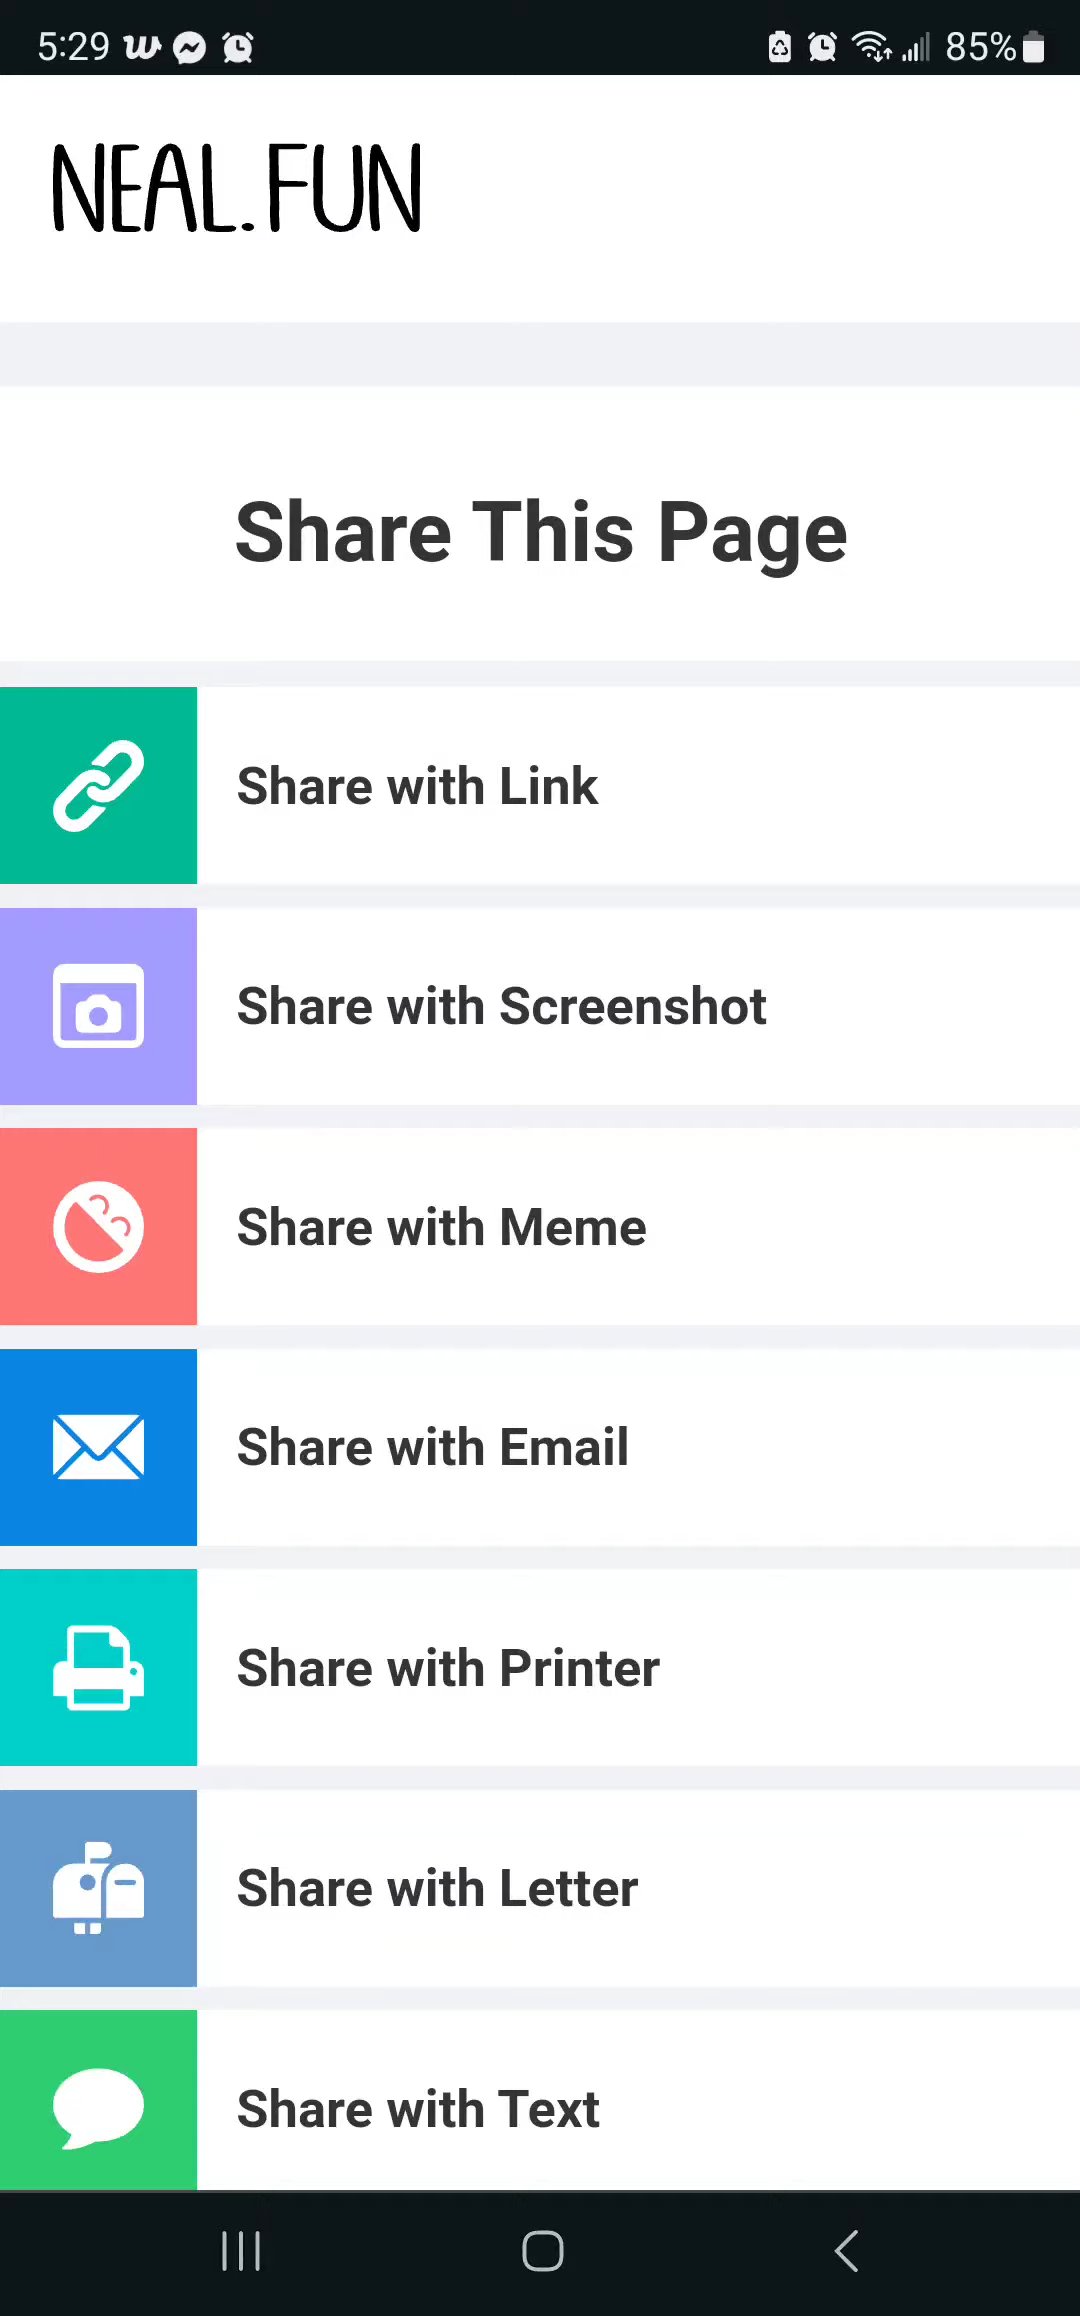 5:29 85%
NEAL.FUN
Share This Page
Share with Link
Share with Screenshot
Share with Meme
Share with Email
Share with Printer
Share with Letter
Share with Text